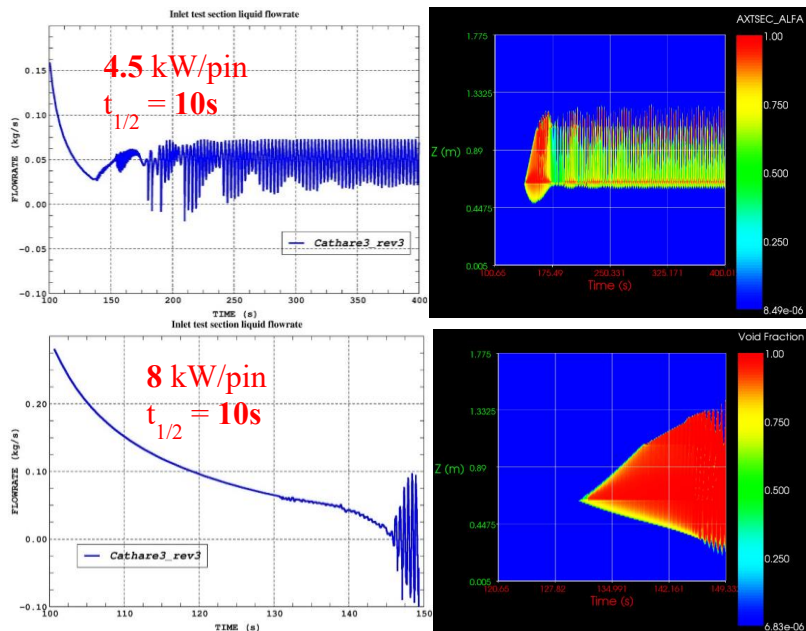 Inlet test section liquid flowrate
4.5 kW/pin
t1/2 = 10s
FLOWRATE (kg/s)
0.15
0.10
0.05
0.00
−0.05
−0.10
Cathare3_rev3
100
150
200
250
300
350
400
TIME (s)
AXTSEC_ALFA
1.775
1.3325
Z (m)
0.89
0.4475
0.005
100.65
175.49
250.331
325.171
400.01
Time (s)
1.00
0.750
0.500
0.250
8.49e-06
Inlet test section liquid flowrate
8 kW/pin
t1/2 = 10s
FLOWRATE (kg/s)
0.20
0.10
0.00
−0.10
Cathare3_rev3
100
110
120
130
140
150
TIME (s)
Void Fraction
1.775
1.3325
Z (m)
0.89
0.4475
0.005
120.65
127.82
134.991
142.161
149.332
Time (s)
1.00
0.750
0.500
0.250
6.83e-06